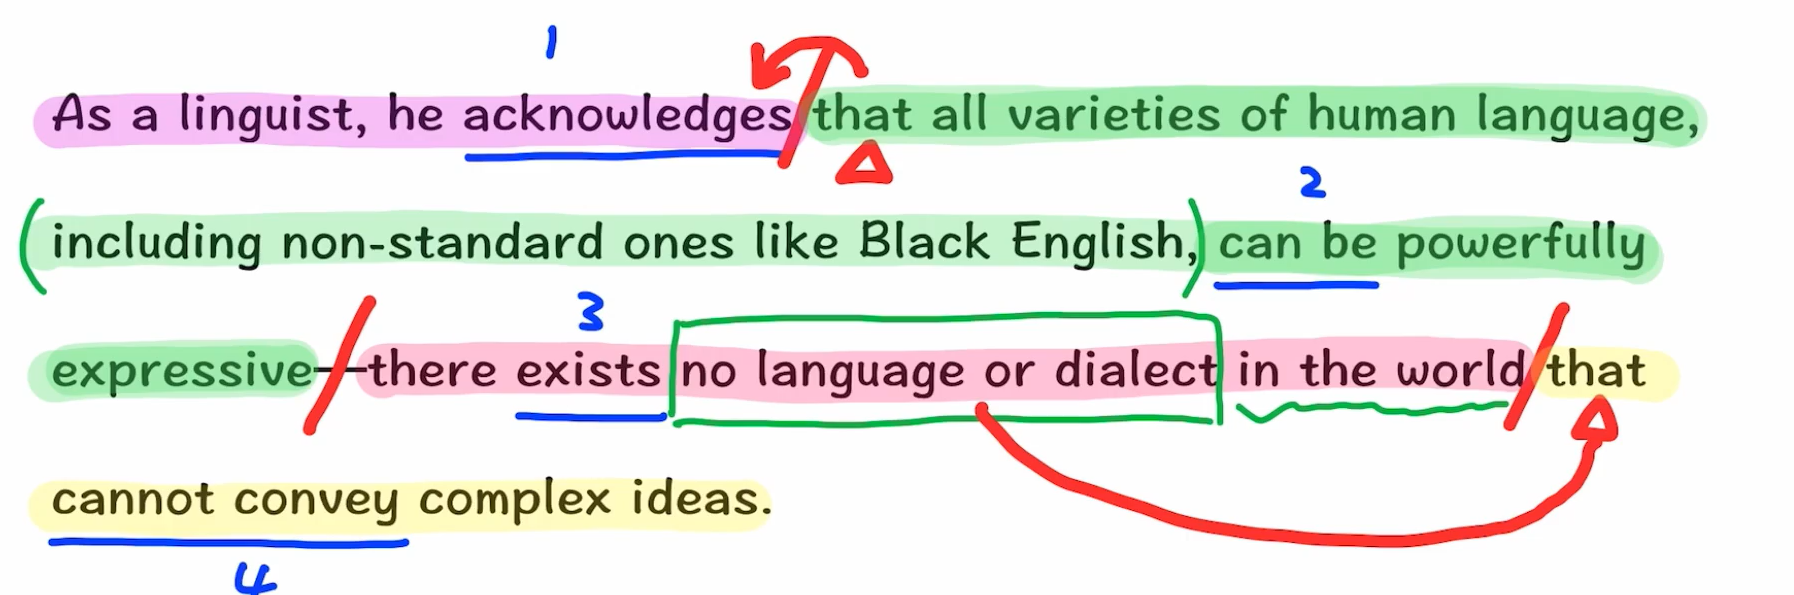 1
As a linguist, he acknowledges that all varieties of human language,
2
(including non-standard ones like Black English,) can be powerfully
3
expressive—there exists no language or dialect in the world that
cannot convey complex ideas.
4